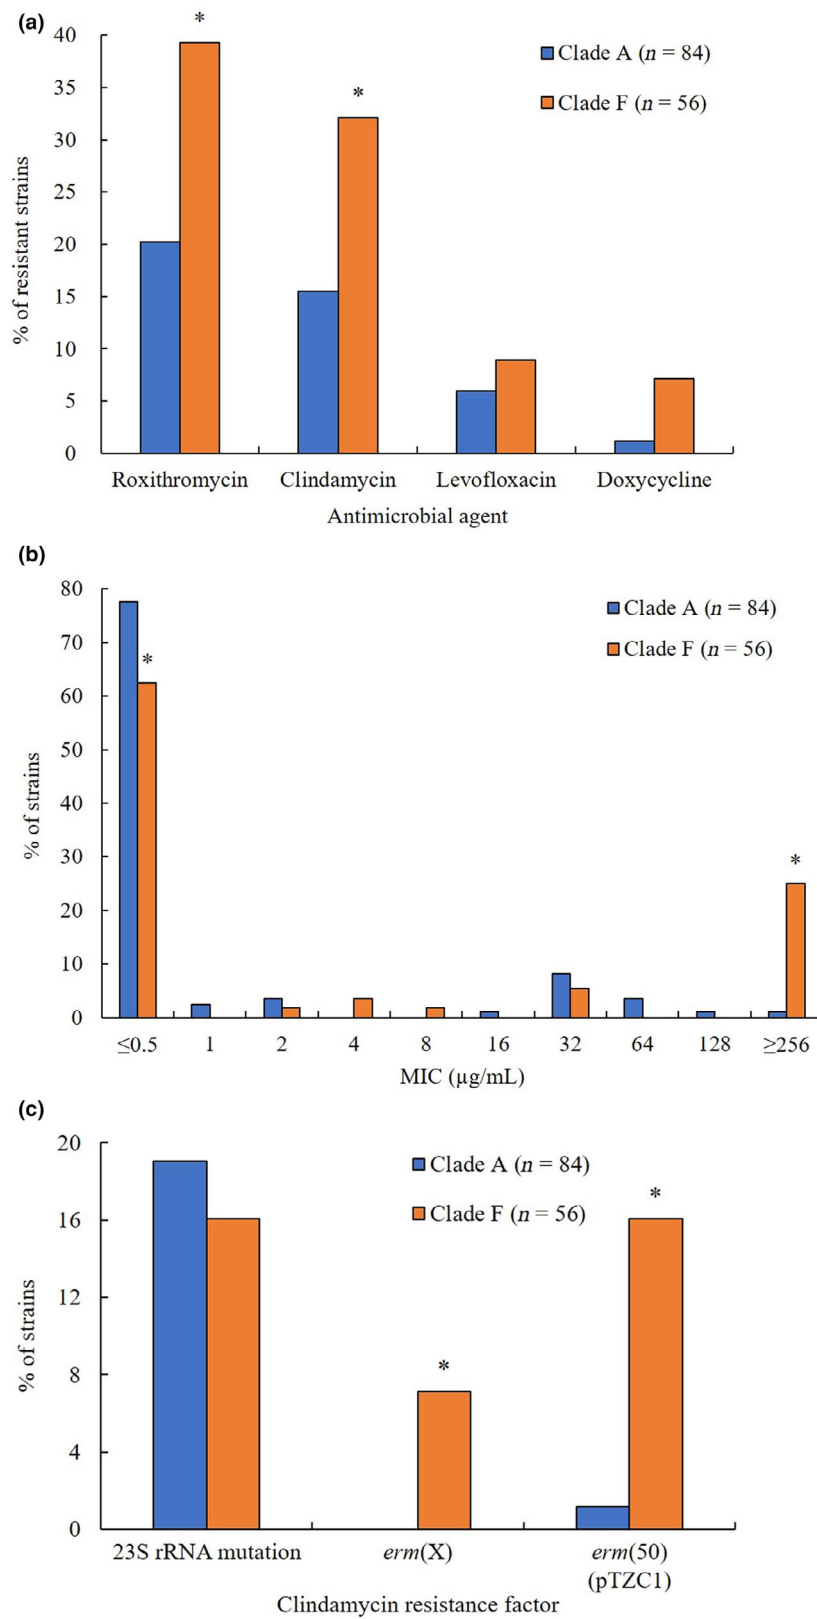 (a)
*
*
40
35
30
25
20
15
10
5
0
% of resistant strains
Clade A (n = 84)
Clade F (n = 56)
Roxithromycin Clindamycin Levofloxacin Doxycycline
Antimicrobial agent
(b)
80
70
60
50
40
30
20
10
0
% of strains
Clade A (n = 84)
Clade F (n = 56)
*
*
≤0.5 1 2 4 8 16 32 64 128 ≥256
MIC (µg/mL)
(c)
20
16
12
8
4
0
% of strains
Clade A (n = 84)
Clade F (n = 56)
*
*
23S rRNA mutation erm(X) erm(50)
(pTZC1)
Clindamycin resistance factor